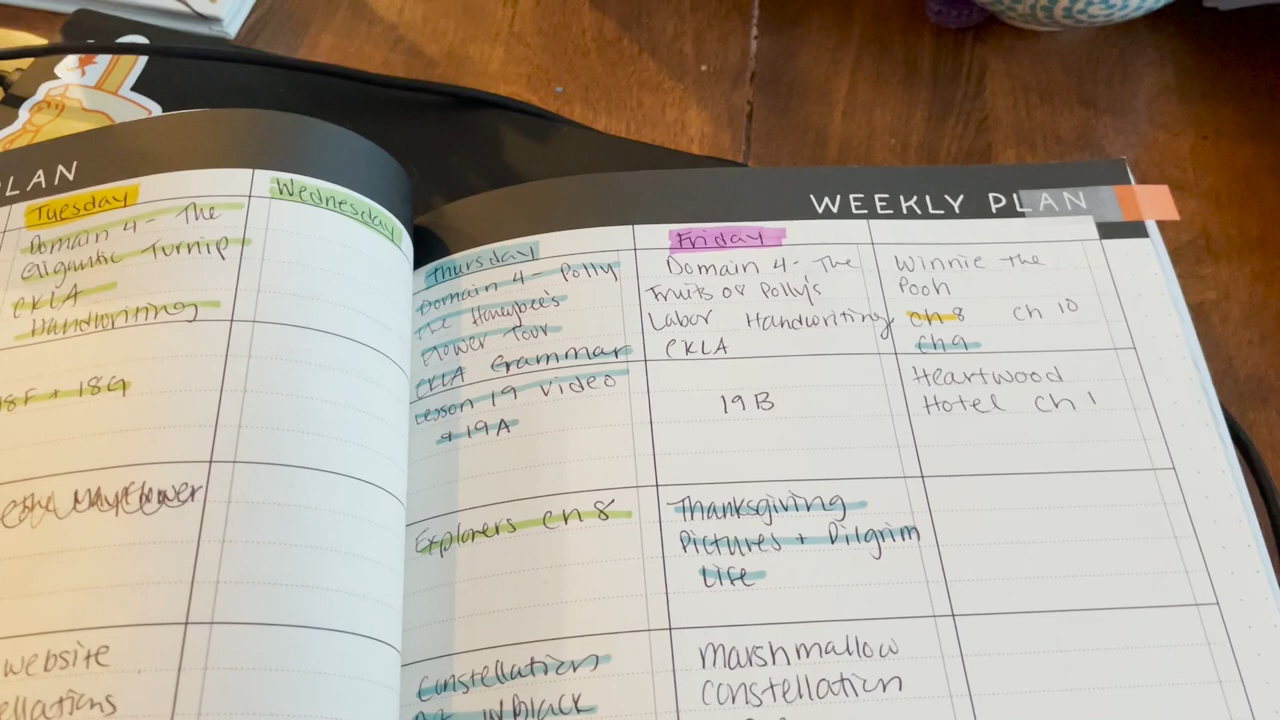 PLAN
Tuesday
Wednesday
Domain 4 - The
Gigantic Turnip
CKLA
Handwriting
18F + 18G
website
WEEKLY PLAN
Thursday
Friday
Domain 4 - Polly
The Honeybee's
Flower Tour
CKLA Grammar
Domain 4 - The
Fruits of Polly's
Labor Handwriting
CKLA
Winnie the
Pooh
Ch 8 Ch 10
Ch 9
Lesson 19 Video
+ 19A
19B
Heartwood
Hotel Ch 1
Explorers Ch 8
Thanksgiving
Pictures + Pilgrim
Life
Constellation
in Black
Marshmallow
Constellation